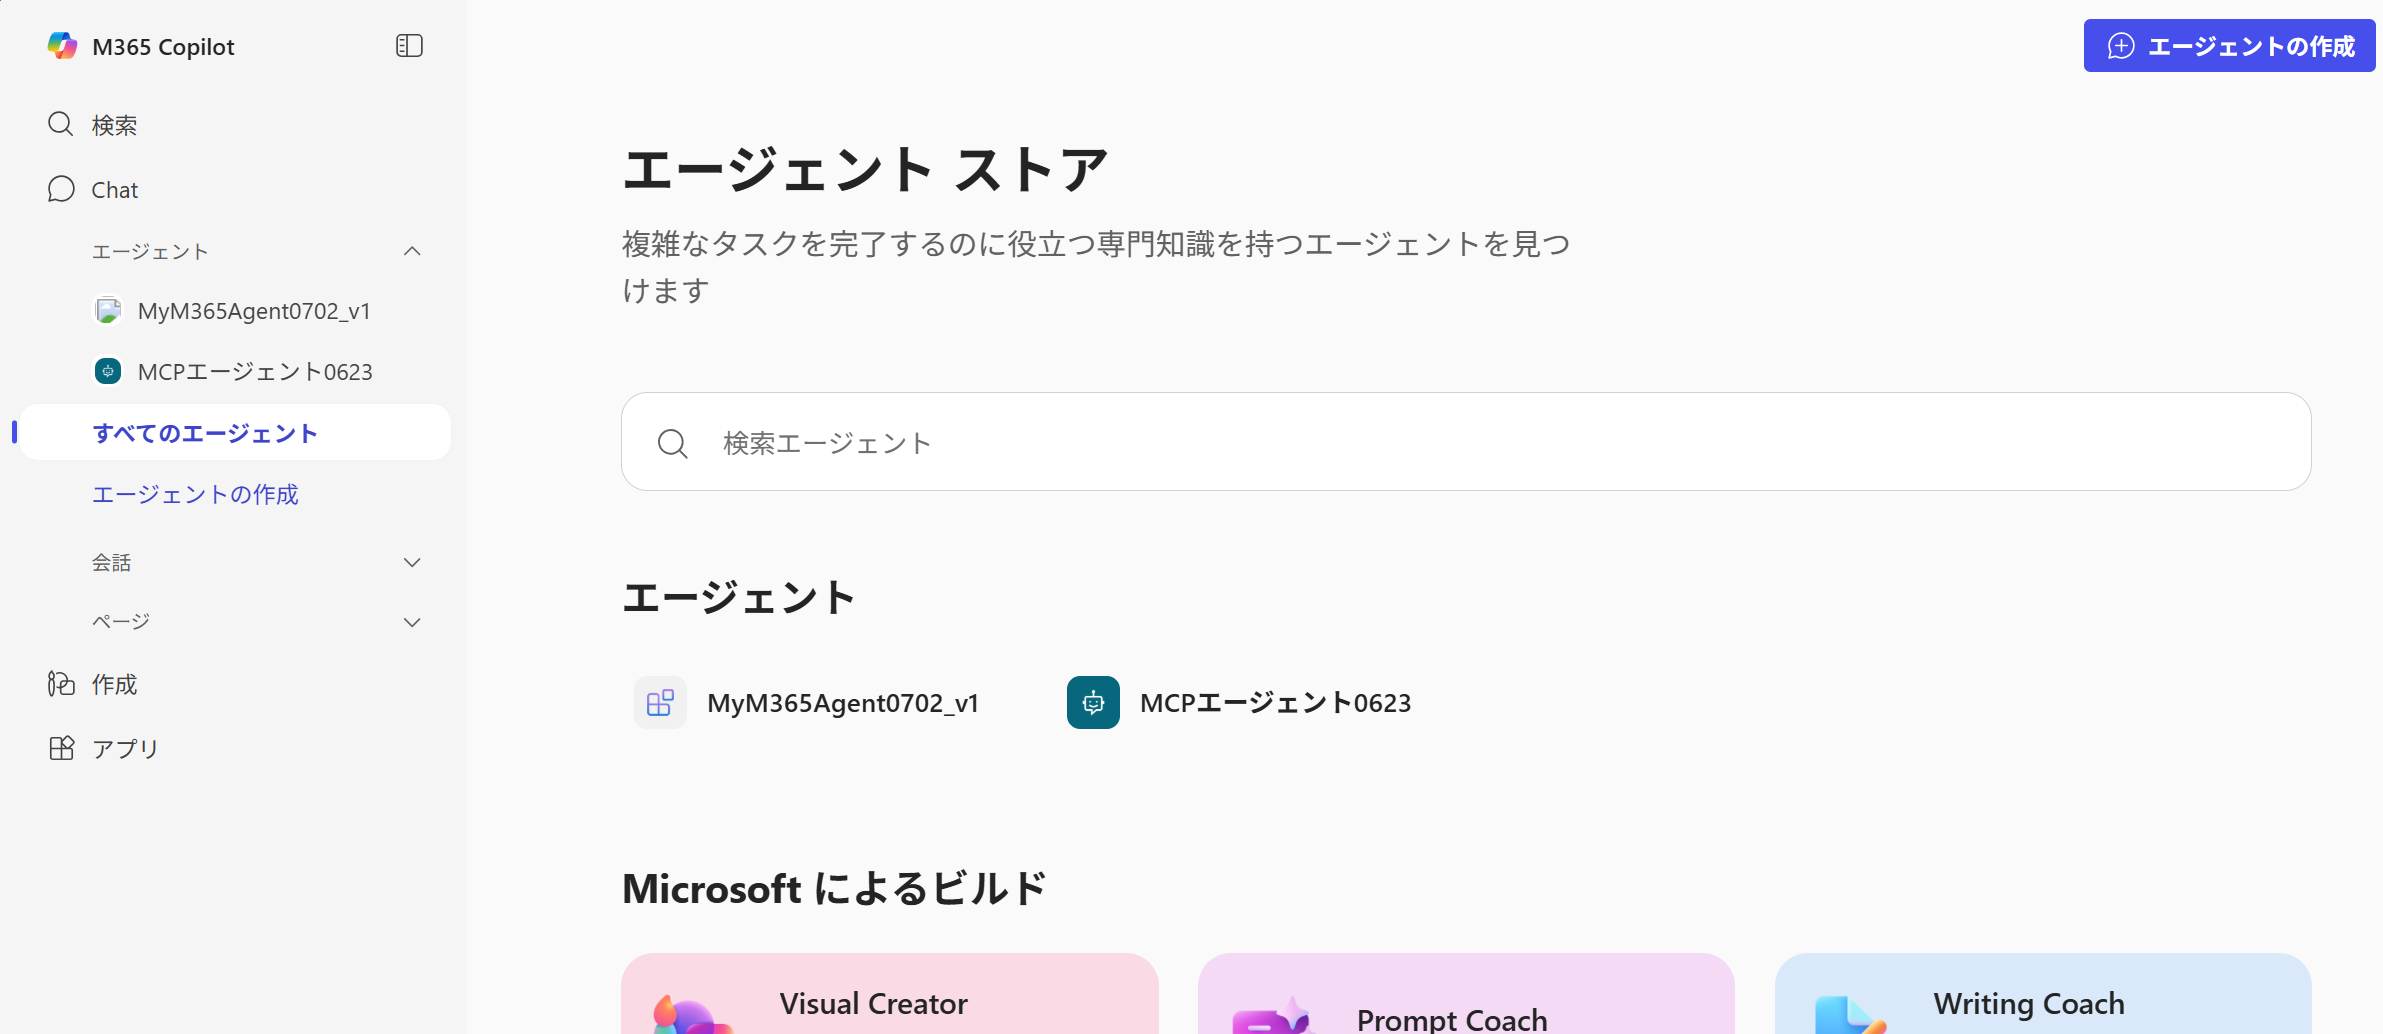 M365 Copilot
検索
Chat
エージェント
MyM365Agent0702_v1
MCPエージェント0623
すべてのエージェント
エージェントの作成
会話
ページ
作成
アプリ
エージェントの作成
エージェント ストア
複雑なタスクを完了するのに役立つ専門知識を持つエージェントを見つ
けます
検索エージェント
エージェント
MyM365Agent0702_v1
MCPエージェント0623
Microsoft によるビルド
Visual Creator
Prompt Coach
Writing Coach